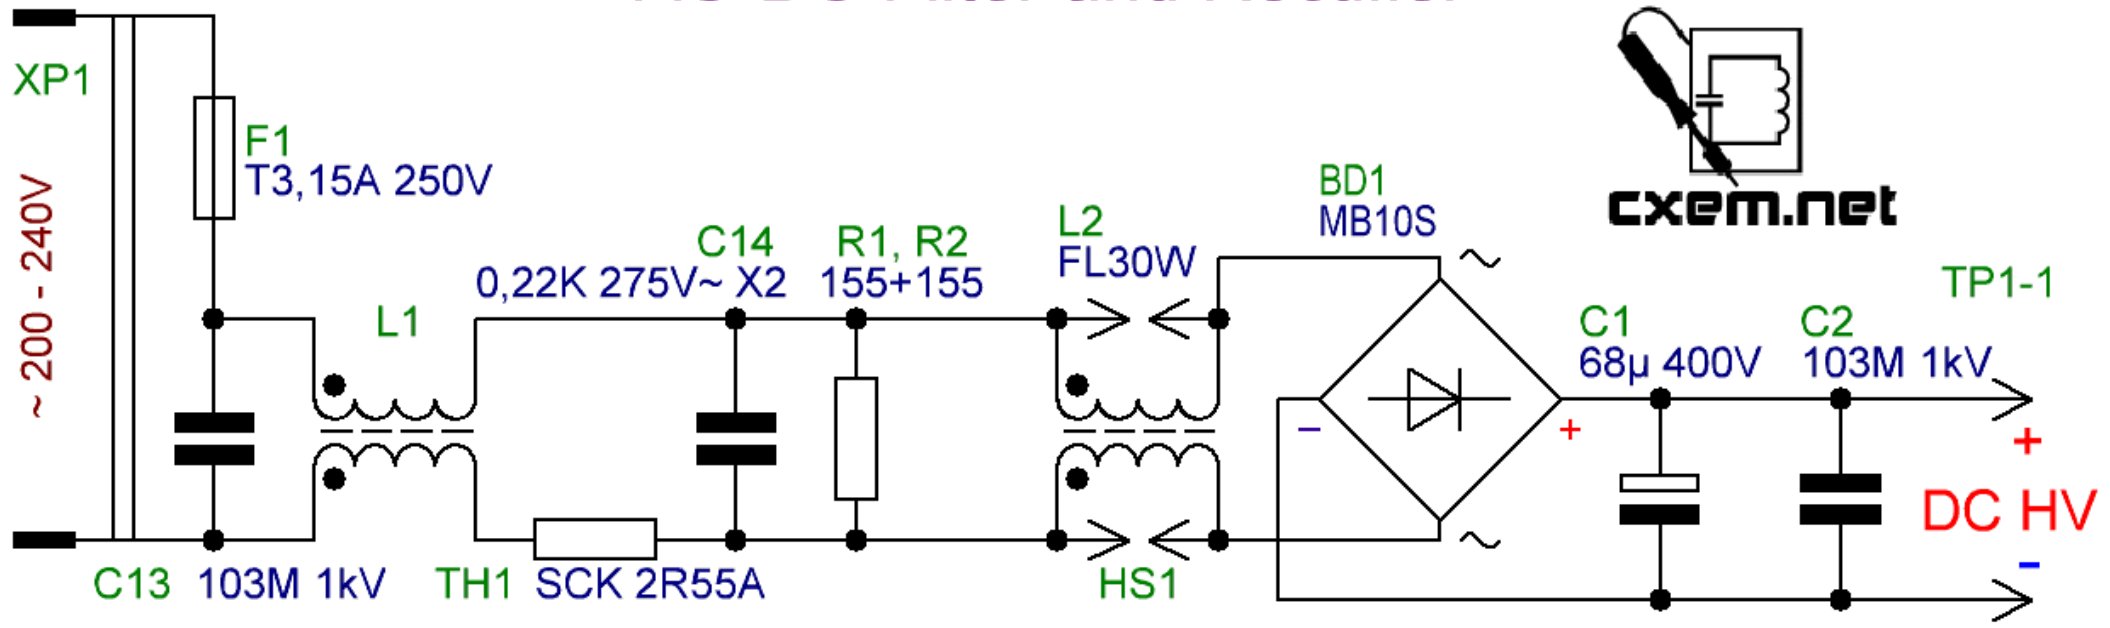 XP1
~ 200 - 240V
F1
T3,15A 250V
L1
C14
0,22K 275V~ X2
R1, R2
155+155
L2
FL30W
BD1
MB10S
~
cxem.net
TP1-1
C1
68µ 400V
C2
103M 1kV
−
+
+
DC HV
-
~
C13 103M 1kV
TH1 SCK 2R55A
HS1